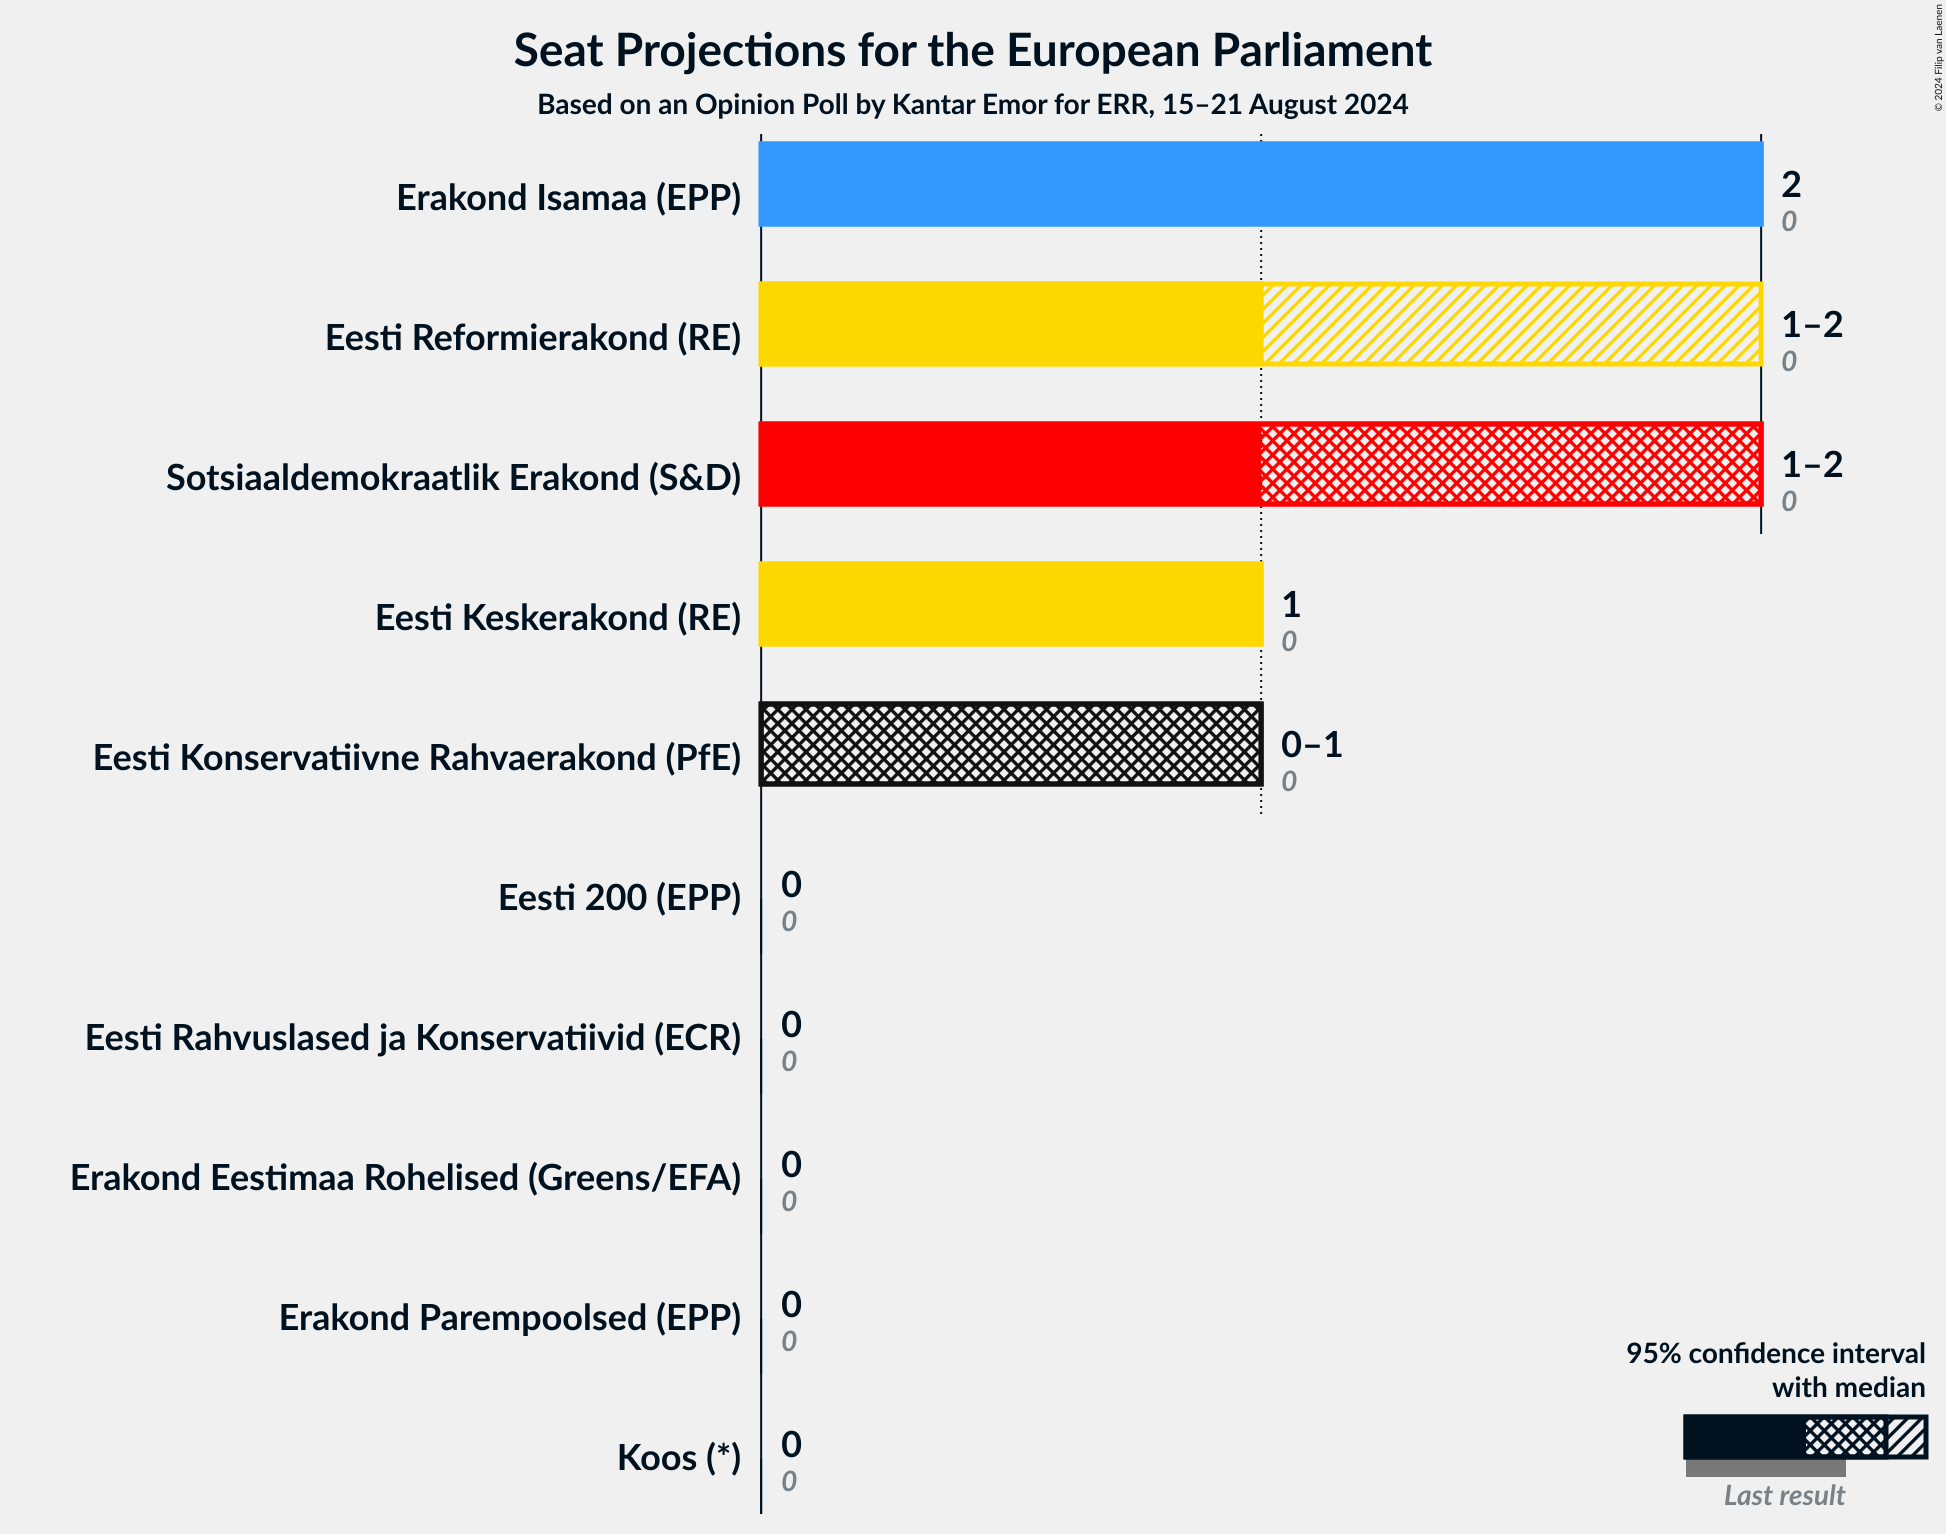 Seat Projections for the European Parliament
Based on an Opinion Poll by Kantar Emor for ERR, 15–21 August 2024
© 2024 Filip van Laenen
Erakond Isamaa (EPP)
2
0
Eesti Reformierakond (RE)
1–2
0
Sotsiaaldemokraatlik Erakond (S&D)
1–2
0
Eesti Keskerakond (RE)
1
0
Eesti Konservatiivne Rahvaerakond (PfE)
0–1
0
Eesti 200 (EPP)
0
0
Eesti Rahvuslased ja Konservatiivid (ECR)
0
0
Erakond Eestimaa Rohelised (Greens/EFA)
0
0
Erakond Parempoolsed (EPP)
0
0
Koos (*)
0
0
95% confidence interval
with median
Last result